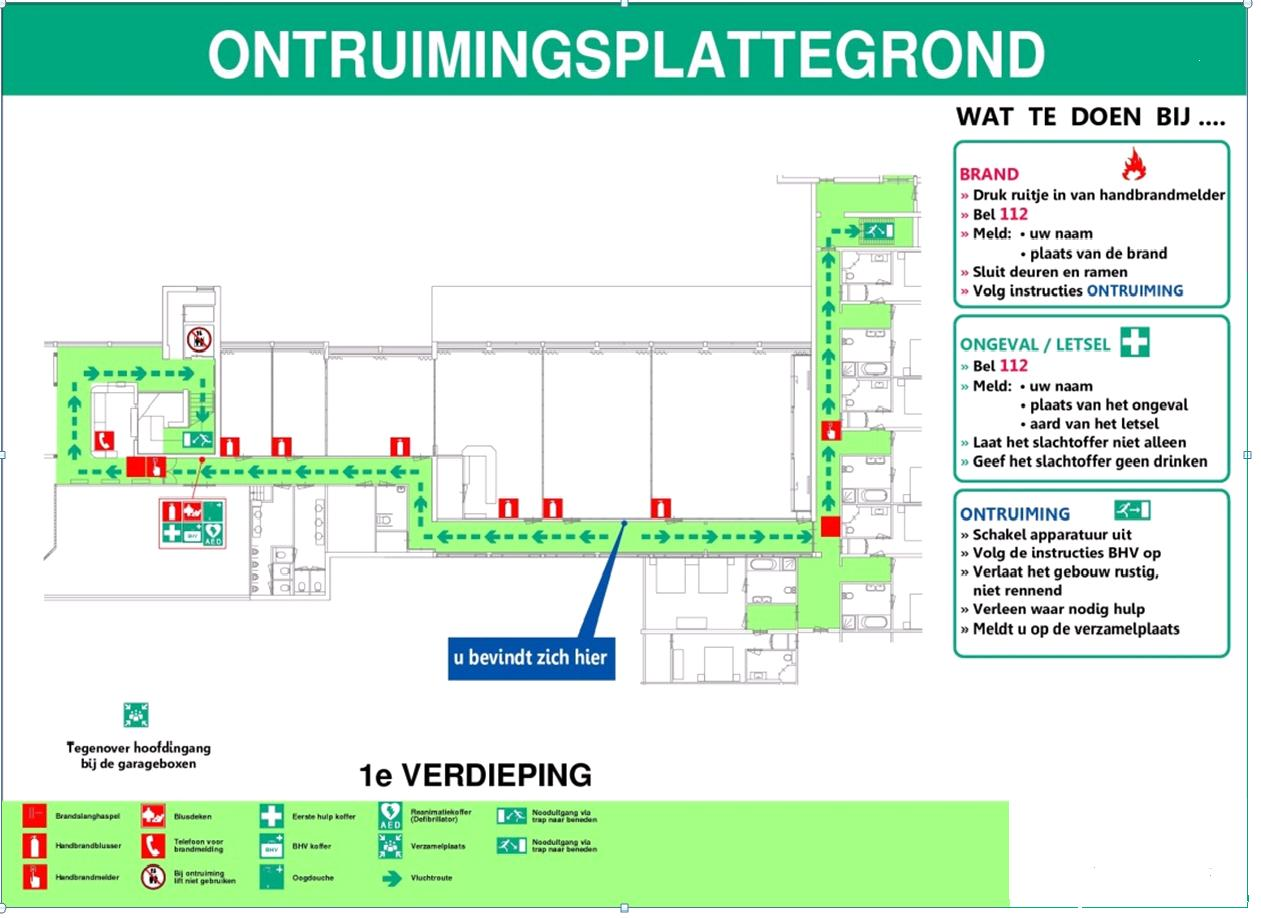 ONTRUIMINGSPLATTEGROND
WAT TE DOEN BIJ ....
BRAND
» Druk ruitje in van handbrandmelder
» Bel 112
» Meld: • uw naam
• plaats van de brand
» Sluit deuren en ramen
» Volg instructies ONTRUIMING
ONGEVAL / LETSEL
» Bel 112
» Meld: • uw naam
• plaats van het ongeval
• aard van het letsel
» Laat het slachtoffer niet alleen
» Geef het slachtoffer geen drinken
ONTRUIMING
» Schakel apparatuur uit
» Volg de instructies BHV op
» Verlaat het gebouw rustig,
niet rennend
» Verleen waar nodig hulp
» Meldt u op de verzamelplaats
BHV
AED
u bevindt zich hier
Tegenover hoofdingang
bij de garageboxen
1e VERDIEPING
Brandslanghaspel
Handbrandblusser
Handbrandmelder
Blusdeken
Telefoon voor
brandmelding
Bij ontruiming
lift niet gebruiken
Eerste hulp koffer
BHV
BHV koffer
Oogdouche
AED
Reanimatiekoffer
(Defibrillator)
Verzamelplaats
Vluchtroute
Nooduitgang via
trap naar beneden
Nooduitgang via
trap naar beneden